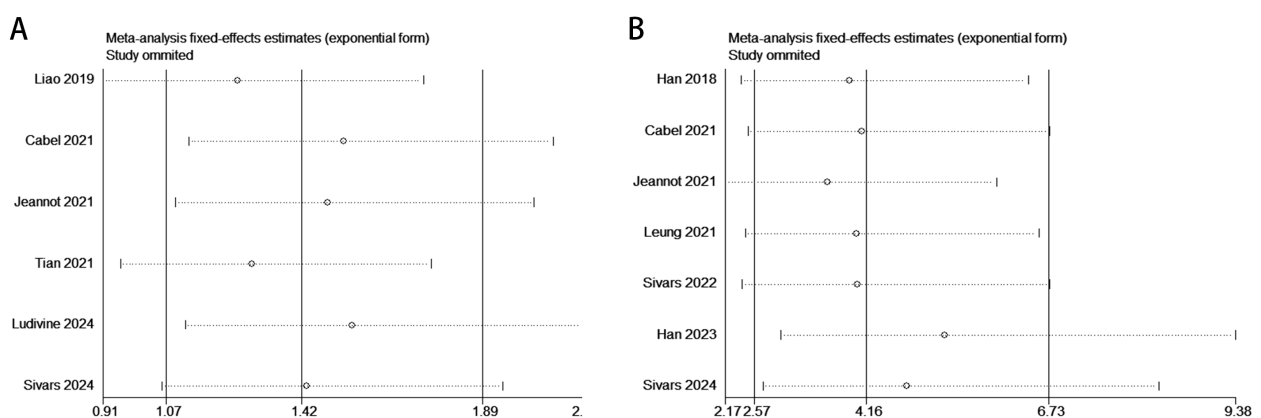 A
Meta-analysis fixed-effects estimates (exponential form)
Study ommited
Liao 2019
Cabel 2021
Jeannot 2021
Tian 2021
Ludivine 2024
Sivars 2024
0.91 1.07 1.42 1.89 2.
B
Meta-analysis fixed-effects estimates (exponential form)
Study ommited
Han 2018
Cabel 2021
Jeannot 2021
Leung 2021
Sivars 2022
Han 2023
Sivars 2024
2.17 2.57 4.16 6.73 9.38